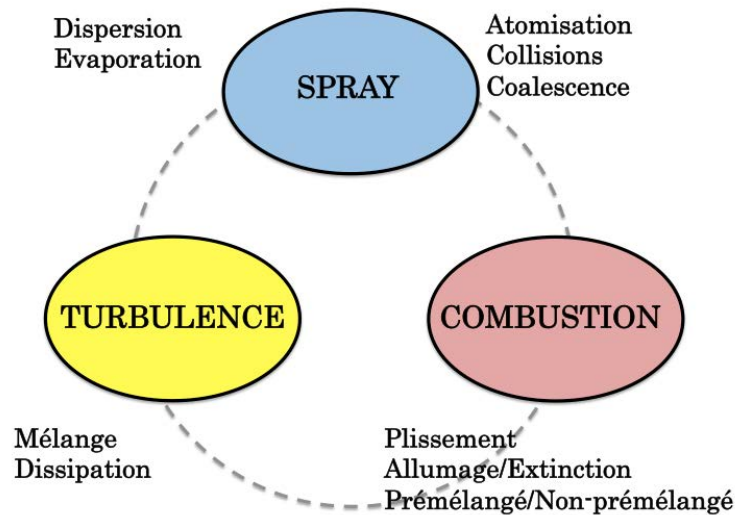 Dispersion
Evaporation
Atomisation
Collisions
Coalescence
SPRAY
TURBULENCE
COMBUSTION
Mélange
Dissipation
Plissement
Allumage/Extinction
Prémélangé/Non-prémélangé